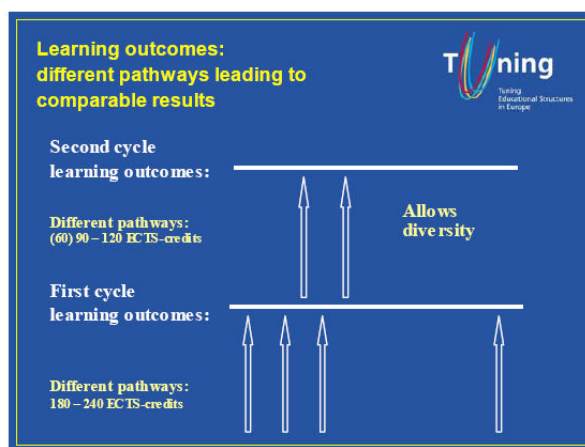 Learning outcomes:
different pathways leading to
comparable results
Tuning
Tuning
Educational Structures
in Europe
Second cycle
learning outcomes:
Different pathways:
(60) 90 – 120 ECTS-credits
Allows
diversity
First cycle
learning outcomes:
Different pathways:
180 – 240 ECTS-credits